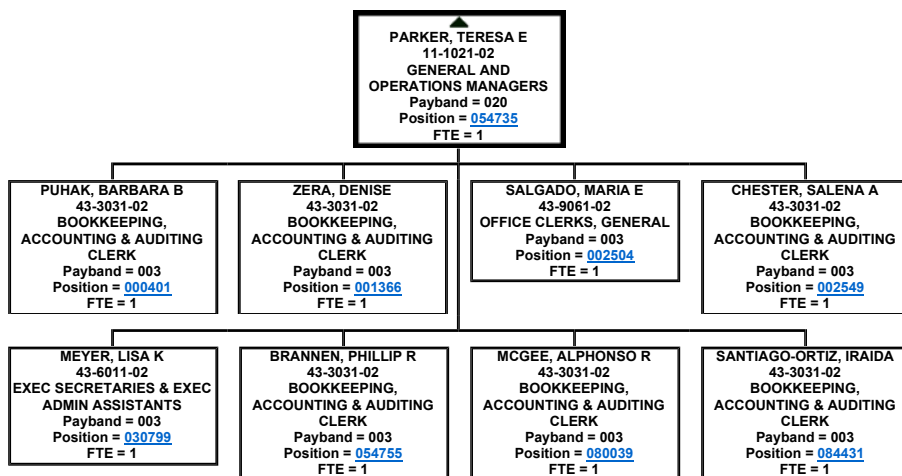 PARKER, TERESA E
11-1021-02
GENERAL AND
OPERATIONS MANAGERS
Payband = 020
Position = 054735
FTE = 1
PUHAK, BARBARA B
43-3031-02
BOOKKEEPING,
ACCOUNTING & AUDITING
CLERK
Payband = 003
Position = 000401
FTE = 1
ZERA, DENISE
43-3031-02
BOOKKEEPING,
ACCOUNTING & AUDITING
CLERK
Payband = 003
Position = 001366
FTE = 1
SALGADO, MARIA E
43-9061-02
OFFICE CLERKS, GENERAL
Payband = 003
Position = 002504
FTE = 1
CHESTER, SALENA A
43-3031-02
BOOKKEEPING,
ACCOUNTING & AUDITING
CLERK
Payband = 003
Position = 002549
FTE = 1
MEYER, LISA K
43-6011-02
EXEC SECRETARIES & EXEC
ADMIN ASSISTANTS
Payband = 003
Position = 030799
FTE = 1
BRANNEN, PHILLIP R
43-3031-02
BOOKKEEPING,
ACCOUNTING & AUDITING
CLERK
Payband = 003
Position = 054755
FTE = 1
MCGEE, ALPHONSO R
43-3031-02
BOOKKEEPING,
ACCOUNTING & AUDITING
CLERK
Payband = 003
Position = 080039
FTE = 1
SANTIAGO-ORTIZ, IRAIDA
43-3031-02
BOOKKEEPING,
ACCOUNTING & AUDITING
CLERK
Payband = 003
Position = 084431
FTE = 1